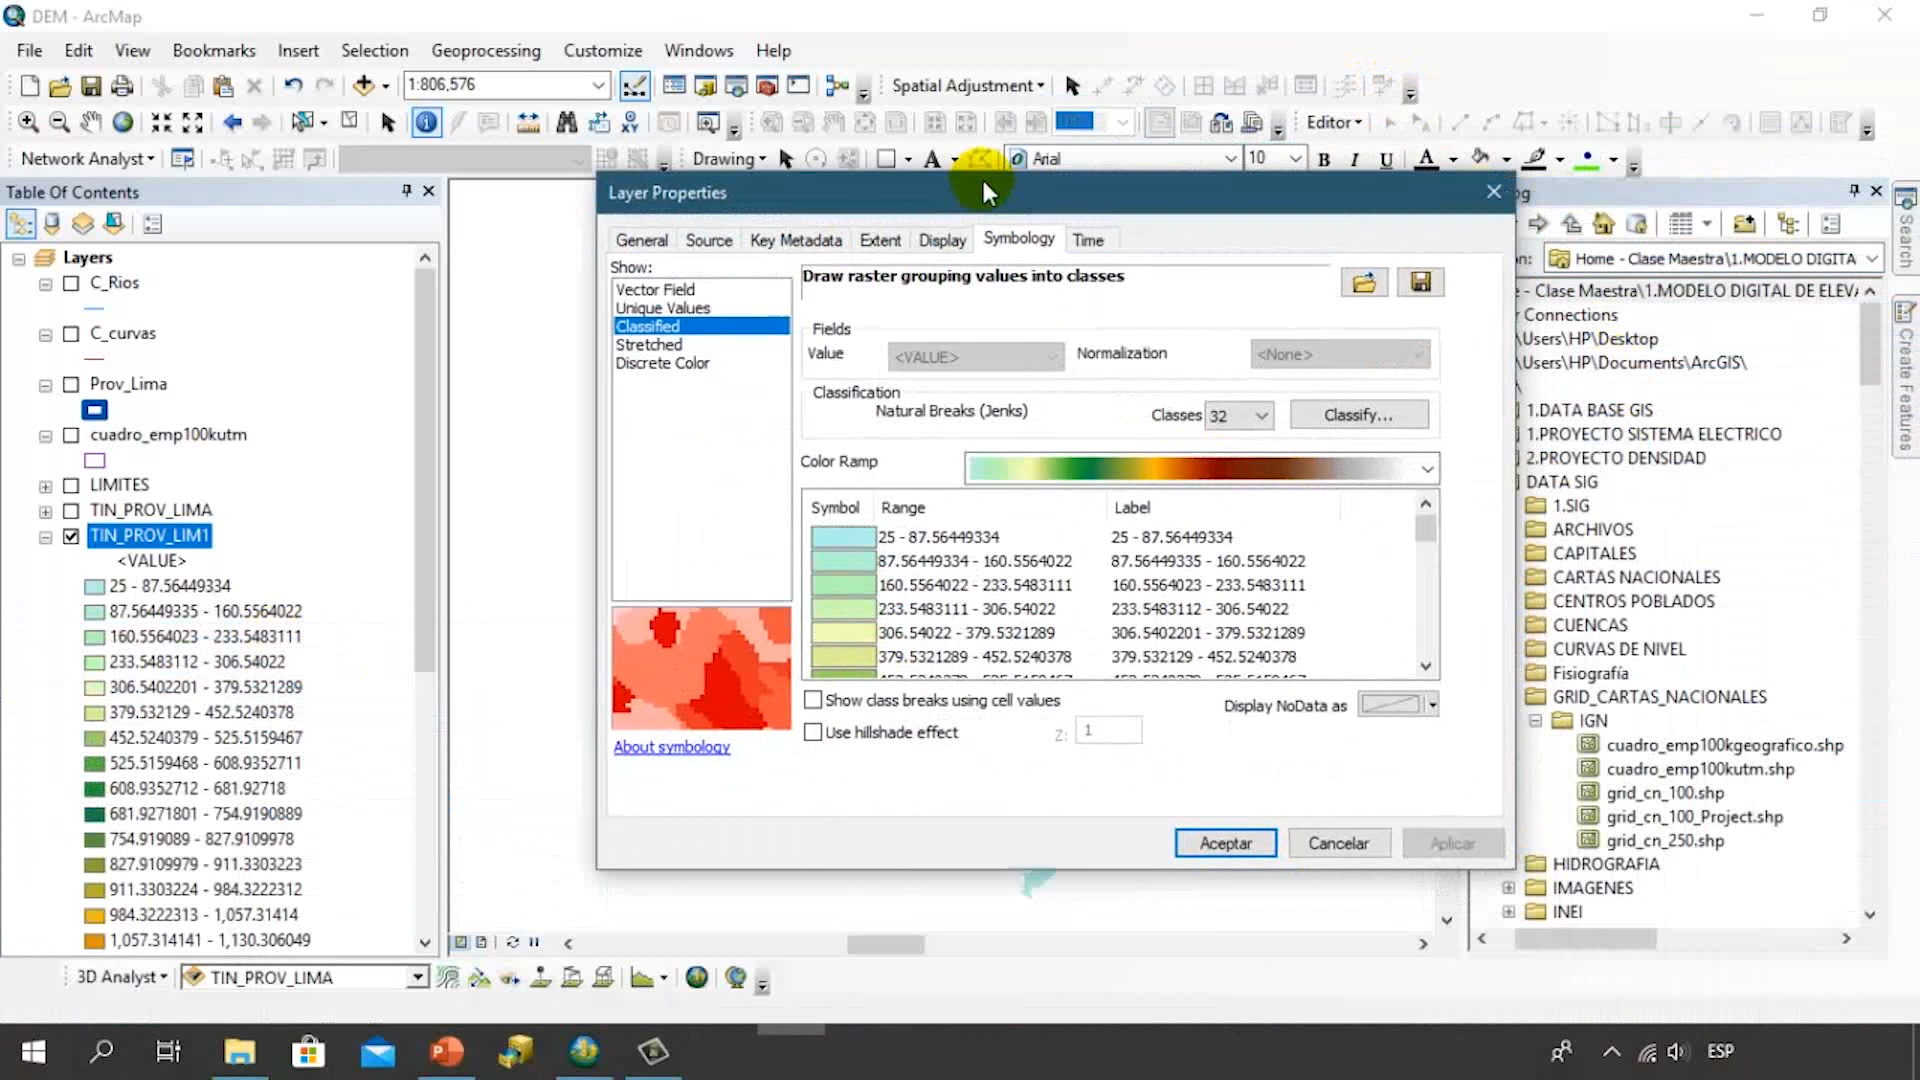 DEM - ArcMap
File Edit View Bookmarks Insert Selection Geoprocessing Customize Windows Help
1:806,576
Spatial Adjustment
Editor
Network Analyst
Drawing
A
Arial
10
B I U A
Table Of Contents
Layers
C_Rios
C_curvas
Prov_Lima
cuadro_emp100kutm
LIMITES
TIN_PROV_LIMA
TIN_PROV_LIM1
<VALUE>
25 - 87.56449334
87.56449335 - 160.5564022
160.5564023 - 233.5483111
233.5483112 - 306.54022
306.5402201 - 379.5321289
379.532129 - 452.5240378
452.5240379 - 525.5159467
525.5159468 - 608.9352711
608.9352712 - 681.92718
681.9271801 - 754.9190889
754.919089 - 827.9109978
827.9109979 - 911.3303223
911.3303224 - 984.3222312
984.3222313 - 1,057.31414
1,057.314141 - 1,130.306049
Layer Properties
General Source Key Metadata Extent Display Symbology Time
Show:
Vector Field
Unique Values
Classified
Stretched
Discrete Color
About symbology
Draw raster grouping values into classes
Fields
Value <VALUE> Normalization <None>
Classification
Natural Breaks (Jenks) Classes 32 Classify...
Color Ramp
Symbol Range Label
25 - 87.56449334 25 - 87.56449334
87.56449334 - 160.5564022 87.56449335 - 160.5564022
160.5564022 - 233.5483111 160.5564023 - 233.5483111
233.5483111 - 306.54022 233.5483112 - 306.54022
306.54022 - 379.5321289 306.5402201 - 379.5321289
379.5321289 - 452.5240378 379.532129 - 452.5240378
Show class breaks using cell values
Display NoData as
Use hillshade effect Z: 1
Aceptar Cancelar Aplicar
Home - Clase Maestra\1.MODELO DIGITA
- Clase Maestra\1.MODELO DIGITAL DE ELEV
Connections
\Users\HP\Desktop
\Users\HP\Documents\ArcGIS\
1.DATA BASE GIS
1.PROYECTO SISTEMA ELECTRICO
2.PROYECTO DENSIDAD
DATA SIG
1.SIG
ARCHIVOS
CAPITALES
CARTAS NACIONALES
CENTROS POBLADOS
CUENCAS
CURVAS DE NIVEL
Fisiografía
GRID_CARTAS_NACIONALES
IGN
cuadro_emp100kgeografico.shp
cuadro_emp100kutm.shp
grid_cn_100.shp
grid_cn_100_Project.shp
grid_cn_250.shp
HIDROGRAFIA
IMAGENES
INEI
Search
Create Features
3D Analyst
TIN_PROV_LIMA
ESP